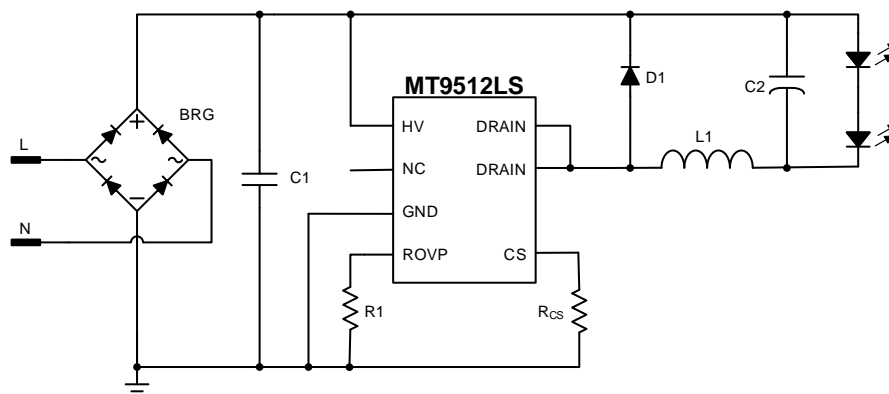 BRG
L
N
+
~
~
−
C1
MT9512LS
HV
NC
GND
ROVP
DRAIN
DRAIN
CS
R1
RCS
D1
L1
C2